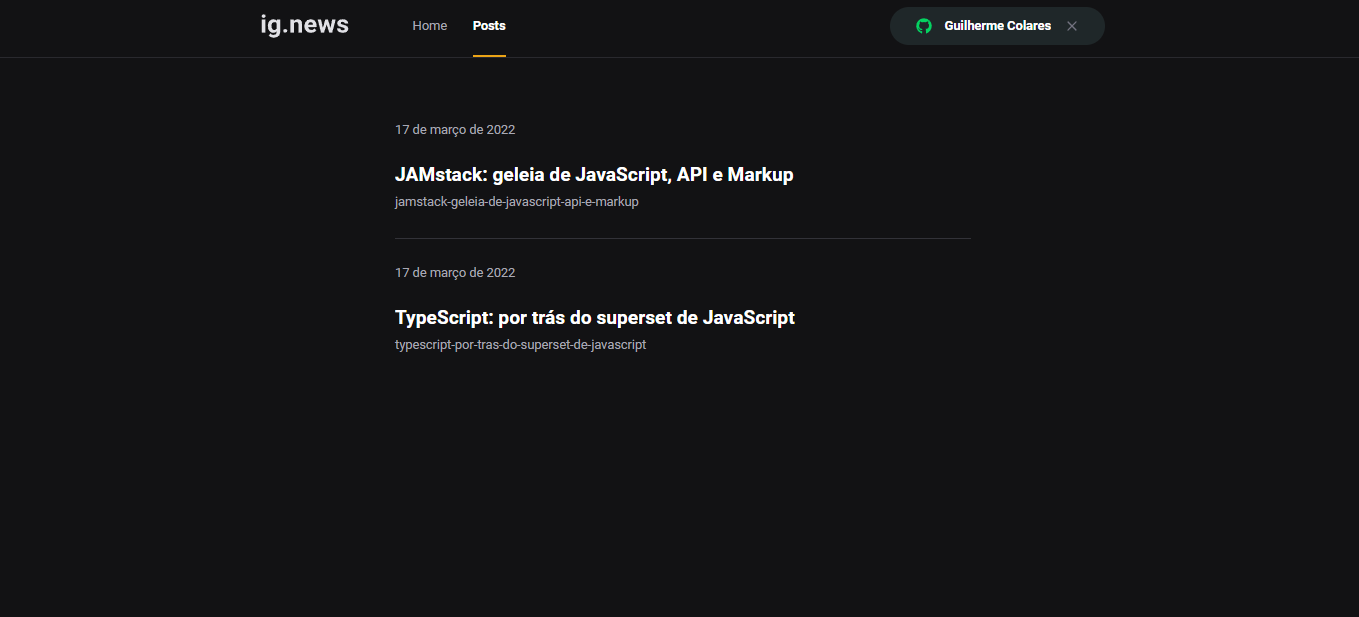 ig.news
Home
Posts
Guilherme Colares
17 de março de 2022
JAMstack: geleia de JavaScript, API e Markup
jamstack-geleia-de-javascript-api-e-markup
17 de março de 2022
TypeScript: por trás do superset de JavaScript
typescript-por-tras-do-superset-de-javascript